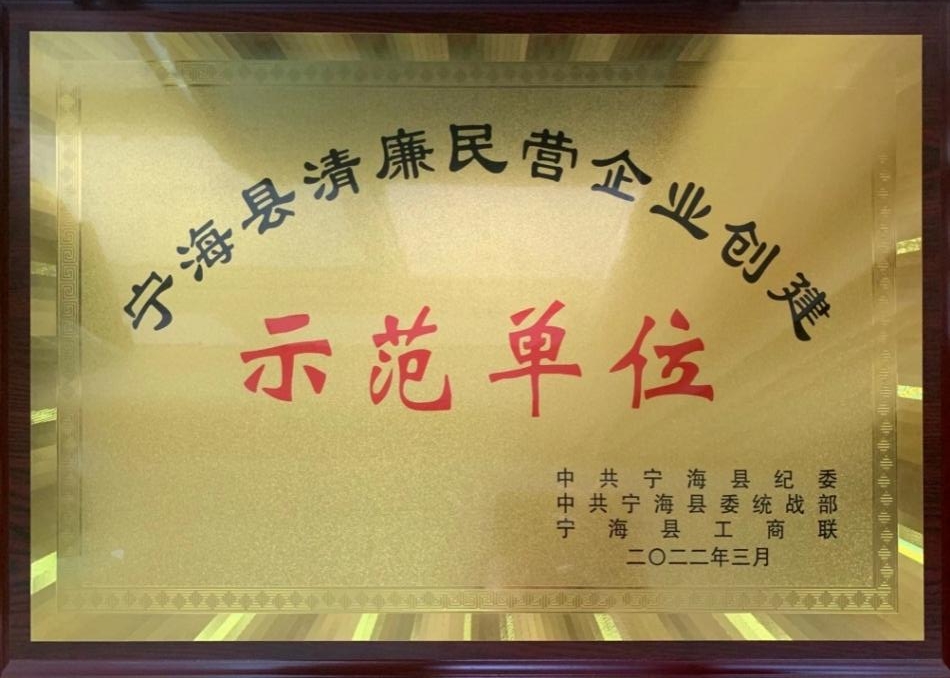 宁海县清廉民营企业创建
示范单位
中共宁海县纪委
中共宁海县委统战部
宁海县工商联
二〇二二年三月